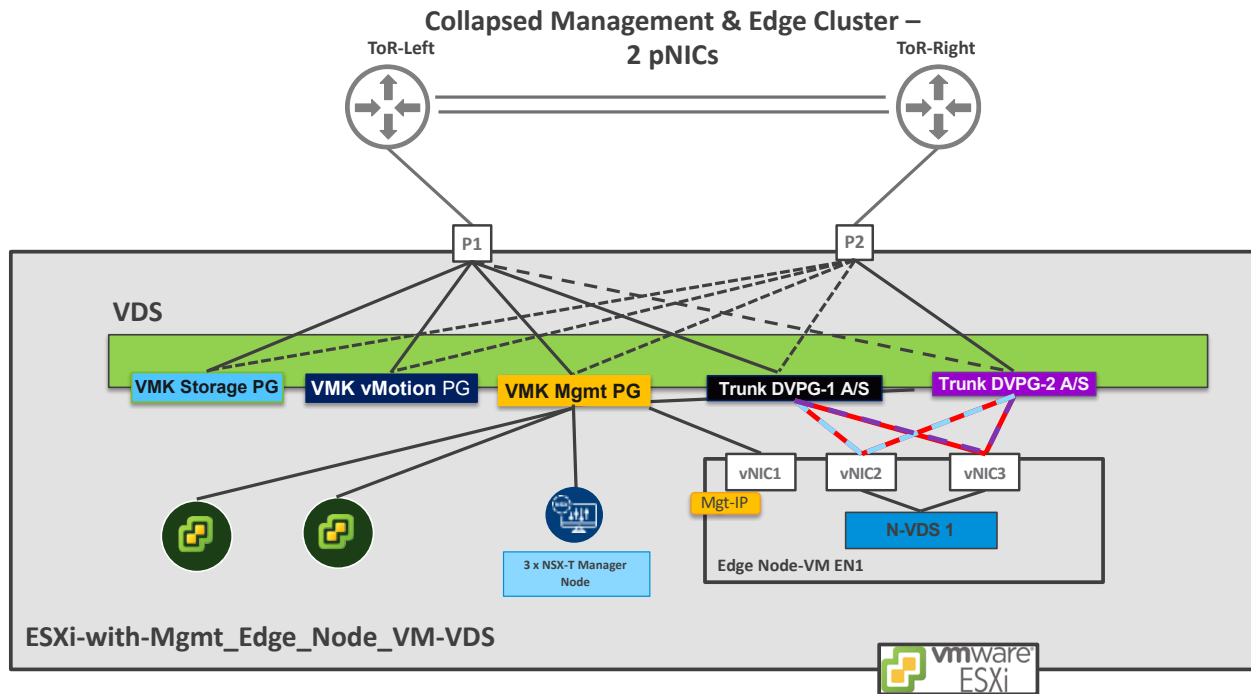 Collapsed Management & Edge Cluster –
2 pNICs
ToR-Left
ToR-Right
P1
P2
VDS
VMK Storage PG
VMK vMotion PG
VMK Mgmt PG
Trunk DVPG-1 A/S
Trunk DVPG-2 A/S
vNIC1
vNIC2
vNIC3
Mgt-IP
N-VDS 1
3 x NSX-T Manager
Node
Edge Node-VM EN1
ESXi-with-Mgmt_Edge_Node_VM-VDS
vmware®
ESXi